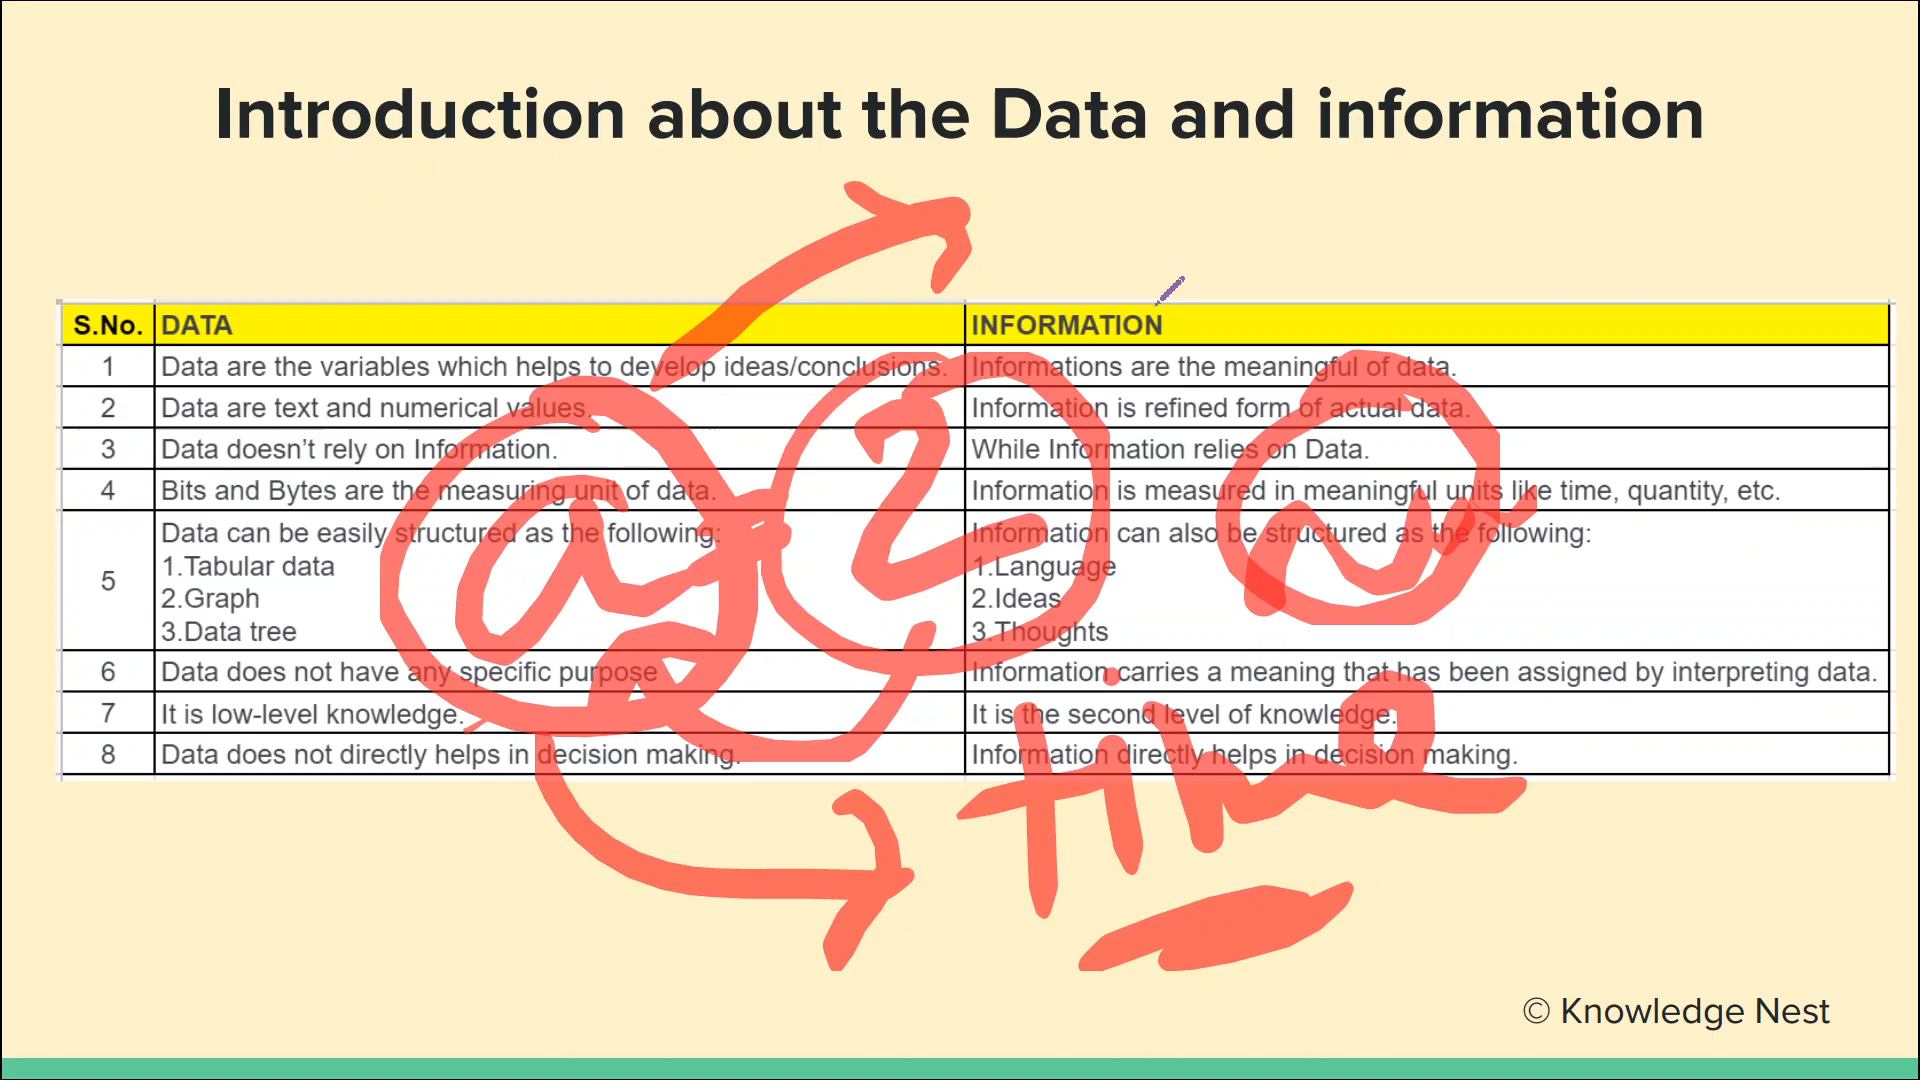 Introduction about the Data and information
S.No. DATA INFORMATION
1 Data are the variables which helps to develop ideas/conclusions. Informations are the meaningful of data.
2 Data are text and numerical values. Information is refined form of actual data.
3 Data doesn’t rely on Information. While Information relies on Data.
4 Bits and Bytes are the measuring unit of data. Information is measured in meaningful units like time, quantity, etc.
5 Data can be easily structured as the following: Information can also be structured as the following:
1.Tabular data 1.Language
2.Graph 2.Ideas
3.Data tree 3.Thoughts
6 Data does not have any specific purpose Information carries a meaning that has been assigned by interpreting data.
7 It is low-level knowledge. It is the second level of knowledge.
8 Data does not directly helps in decision making. Information directly helps in decision making.
a 2
time
© Knowledge Nest